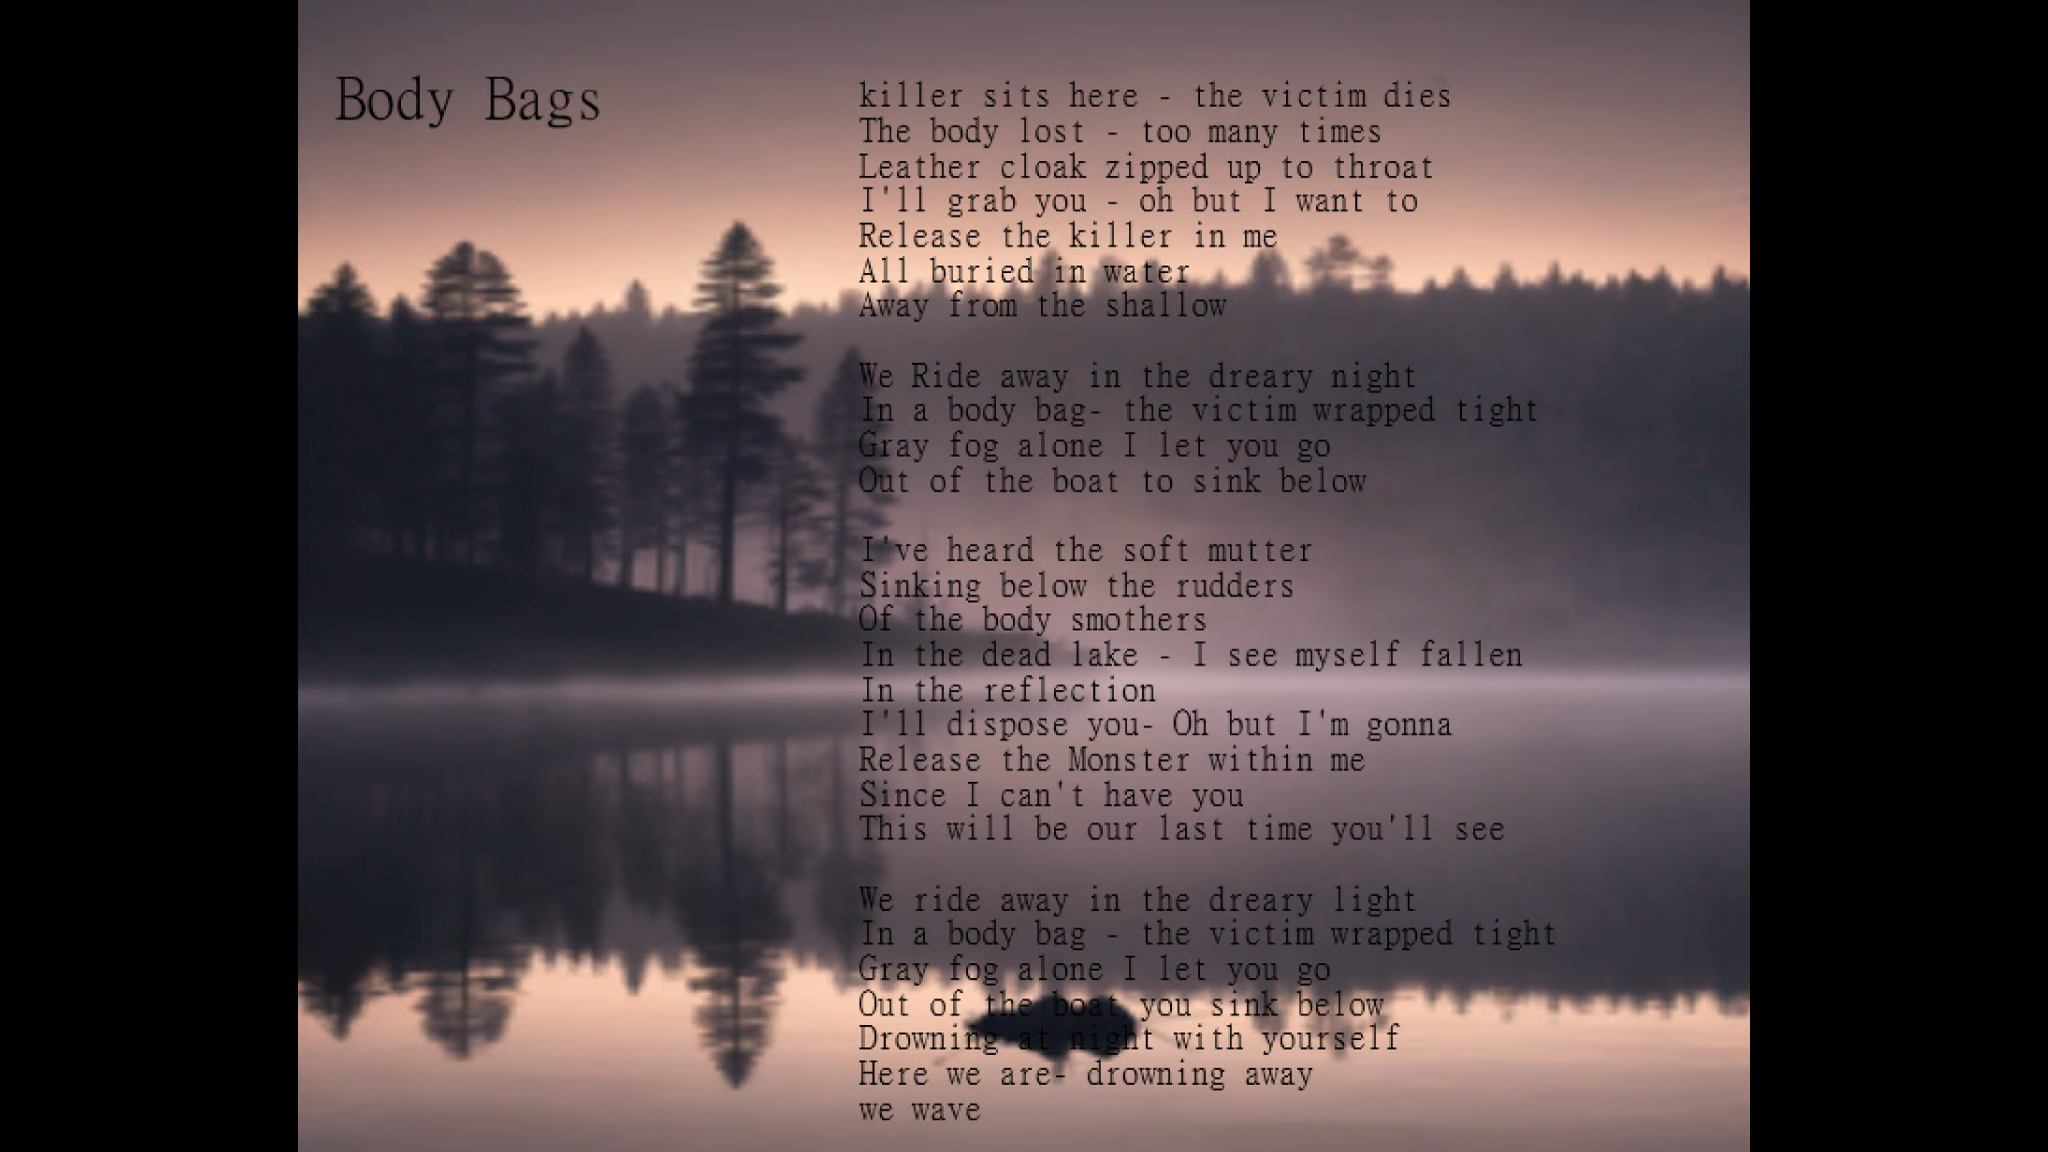 Body Bags
killer sits here - the victim dies
The body lost - too many times
Leather cloak zipped up to throat
I'll grab you - oh but I want to
Release the killer in me
All buried in water
Away from the shallow
We Ride away in the dreary night
In a body bag- the victim wrapped tight
Gray fog alone I let you go
Out of the boat to sink below
I've heard the soft mutter
Sinking below the rudders
Of the body smothers
In the dead lake - I see myself fallen
In the reflection
I'll dispose you- Oh but I'm gonna
Release the Monster within me
Since I can't have you
This will be our last time you'll see
We ride away in the dreary light
In a body bag - the victim wrapped tight
Gray fog alone I let you go
Out of the boat you sink below
Drowning at night with yourself
Here we are- drowning away
we wave